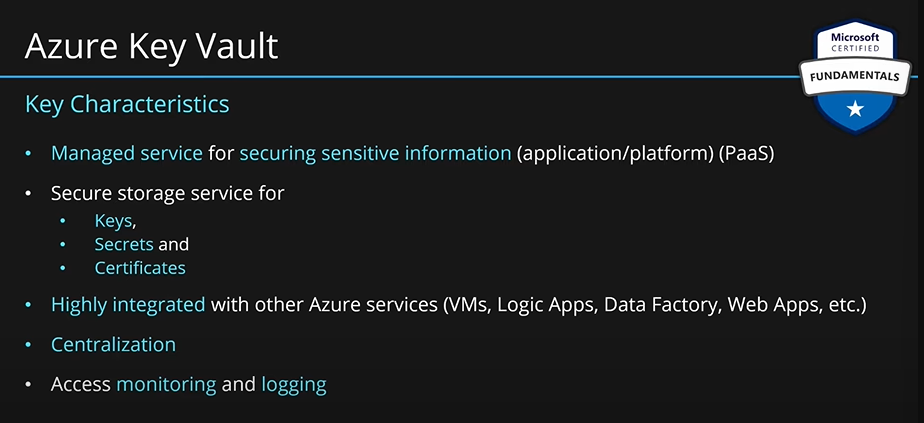 Azure Key Vault
Microsoft
CERTIFIED
FUNDAMENTALS
Key Characteristics
• Managed service for securing sensitive information (application/platform) (PaaS)
• Secure storage service for
• Keys,
• Secrets and
• Certificates
• Highly integrated with other Azure services (VMs, Logic Apps, Data Factory, Web Apps, etc.)
• Centralization
• Access monitoring and logging